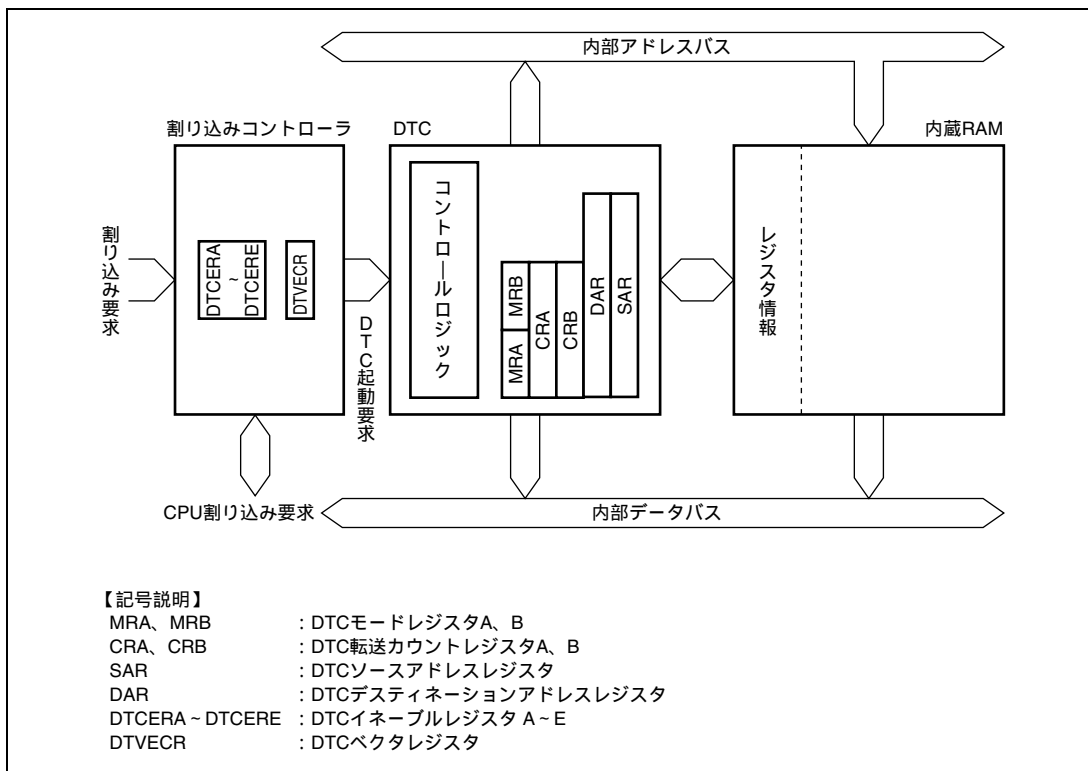 内部アドレスバス
割り込みコントローラ
DTC
内蔵RAM
割り込み要求
DTCERA
~
DTCERE
DTVECR
DTC起動要求
コントロールロジック
MRA
MRB
CRA
CRB
DAR
SAR
レジスタ情報
CPU割り込み要求
内部データバス
【記号説明】
MRA、MRB : DTCモードレジスタA、B
CRA、CRB : DTC転送カウントレジスタA、B
SAR : DTCソースアドレスレジスタ
DAR : DTCデスティネーションアドレスレジスタ
DTCERA ~ DTCERE : DTCイネーブルレジスタ A ~ E
DTVECR : DTCベクタレジスタ